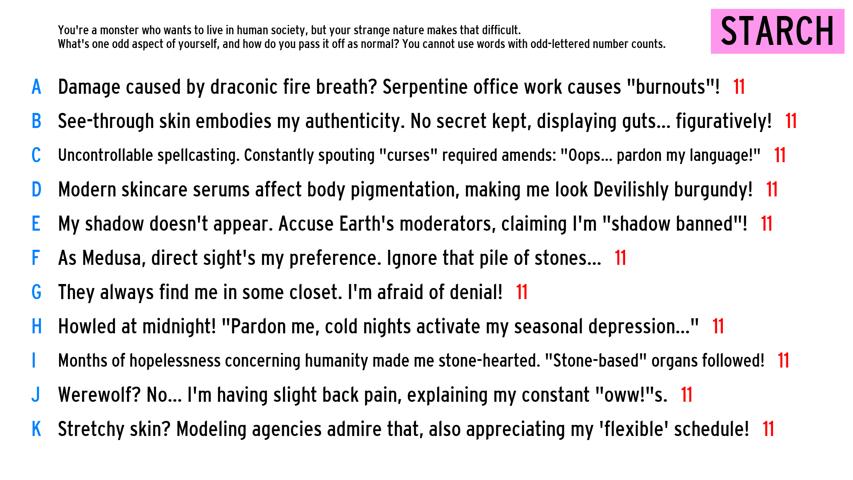 You're a monster who wants to live in human society, but your strange nature makes that difficult.
What's one odd aspect of yourself, and how do you pass it off as normal? You cannot use words with odd-lettered number counts.
STARCH
A Damage caused by draconic fire breath? Serpentine office work causes "burnouts"! 11
B See-through skin embodies my authenticity. No secret kept, displaying guts... figuratively! 11
C Uncontrollable spellcasting. Constantly spouting "curses" required amends: "Oops... pardon my language!" 11
D Modern skincare serums affect body pigmentation, making me look Devilishly burgundy! 11
E My shadow doesn't appear. Accuse Earth's moderators, claiming I'm "shadow banned"! 11
F As Medusa, direct sight's my preference. Ignore that pile of stones... 11
G They always find me in some closet. I'm afraid of denial! 11
H Howled at midnight! "Pardon me, cold nights activate my seasonal depression..." 11
I Months of hopelessness concerning humanity made me stone-hearted. "Stone-based" organs followed! 11
J Werewolf? No... I'm having slight back pain, explaining my constant "oww!"s. 11
K Stretchy skin? Modeling agencies admire that, also appreciating my 'flexible' schedule! 11